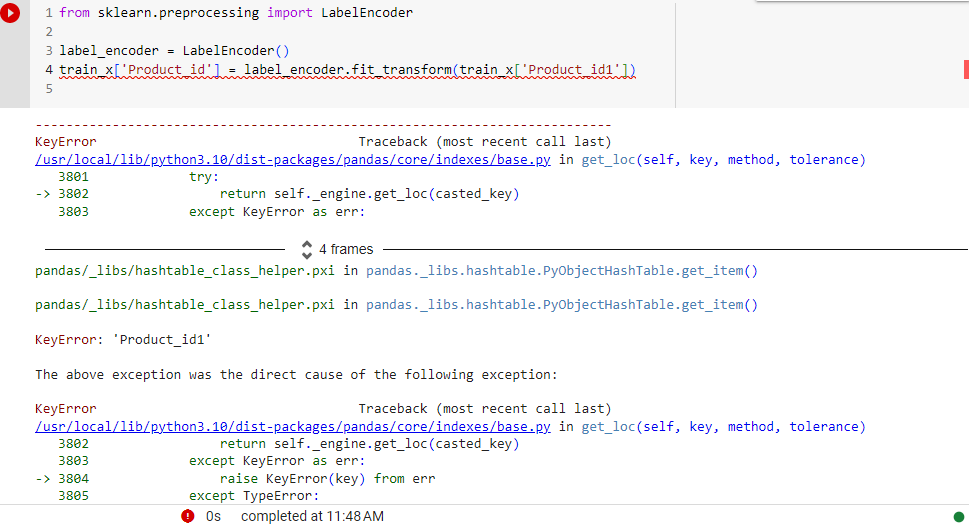 1 from sklearn.preprocessing import LabelEncoder
2
3 label_encoder = LabelEncoder()
4 train_x['Product_id'] = label_encoder.fit_transform(train_x['Product_id1'])
5
---------------------------------------------------------------------------
KeyError Traceback (most recent call last)
/usr/local/lib/python3.10/dist-packages/pandas/core/indexes/base.py in get_loc(self, key, method, tolerance)
3801 try:
-> 3802 return self._engine.get_loc(casted_key)
3803 except KeyError as err:
4 frames
pandas/_libs/hashtable_class_helper.pxi in pandas._libs.hashtable.PyObjectHashTable.get_item()
pandas/_libs/hashtable_class_helper.pxi in pandas._libs.hashtable.PyObjectHashTable.get_item()
KeyError: 'Product_id1'
The above exception was the direct cause of the following exception:
KeyError Traceback (most recent call last)
/usr/local/lib/python3.10/dist-packages/pandas/core/indexes/base.py in get_loc(self, key, method, tolerance)
3802 return self._engine.get_loc(casted_key)
3803 except KeyError as err:
-> 3804 raise KeyError(key) from err
3805 except TypeError:
0s completed at 11:48 AM